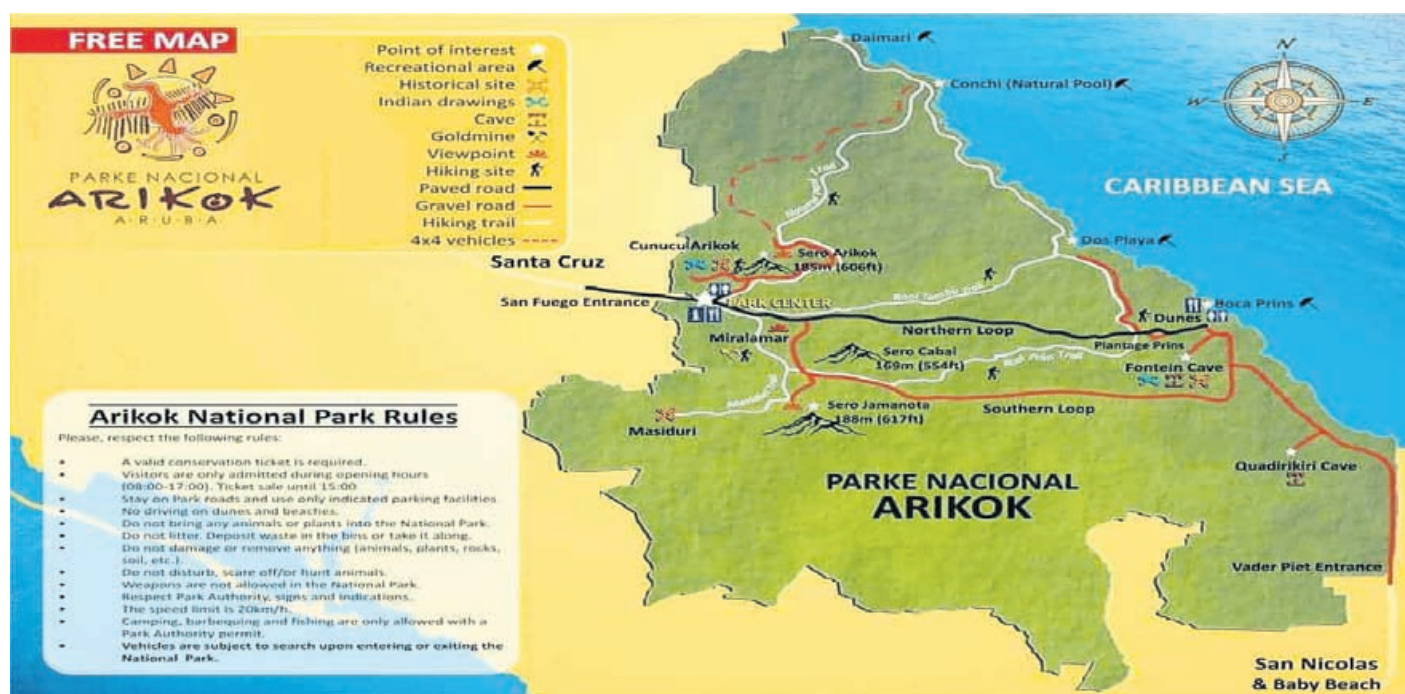 FREE MAP
PARKE NACIONAL
ARIKOK
A·R·U·B·A
Point of interest
Recreational area
Historical site
Indian drawings
Cave
Goldmine
Viewpoint
Hiking site
Paved road
Gravel road
Hiking trail
4x4 vehicles
N
W
E
S
CARIBBEAN SEA
Daimari
Conchi (Natural Pool)
Dos Playa
Boca Prins
Dunes
Plantage Prins
Fontein Cave
Quadirikiri Cave
Vader Piet Entrance
San Nicolas
& Baby Beach
Santa Cruz
San Fuego Entrance
Cunucu Arikok
Sero Arikok
185m (606ft)
PARK CENTER
Northern Loop
Miralamar
Sero Cabai
169m (554ft)
Southern Loop
Sero Jamanota
188m (617ft)
Masiduri
PARKE NACIONAL
ARIKOK
Arikok National Park Rules
Please, respect the following rules:
• A valid conservation ticket is required.
• Visitors are only admitted during opening hours
(08:00-17:00). Ticket sale until 15:00
• Stay on Park roads and use only indicated parking facilities
• No driving on dunes and beaches.
• Do not bring any animals or plants into the National Park.
• Do not litter. Deposit waste in the bins or take it along.
• Do not damage or remove anything (animals, plants, rocks,
soil, etc.).
• Do not disturb, scare off/or hunt animals.
• Weapons are not allowed in the National Park.
• Respect Park Authority, signs and indications.
• The speed limit is 20km/h.
• Camping, barbequing and fishing are only allowed with a
Park Authority permit.
• Vehicles are subject to search upon entering or exiting the
National Park.